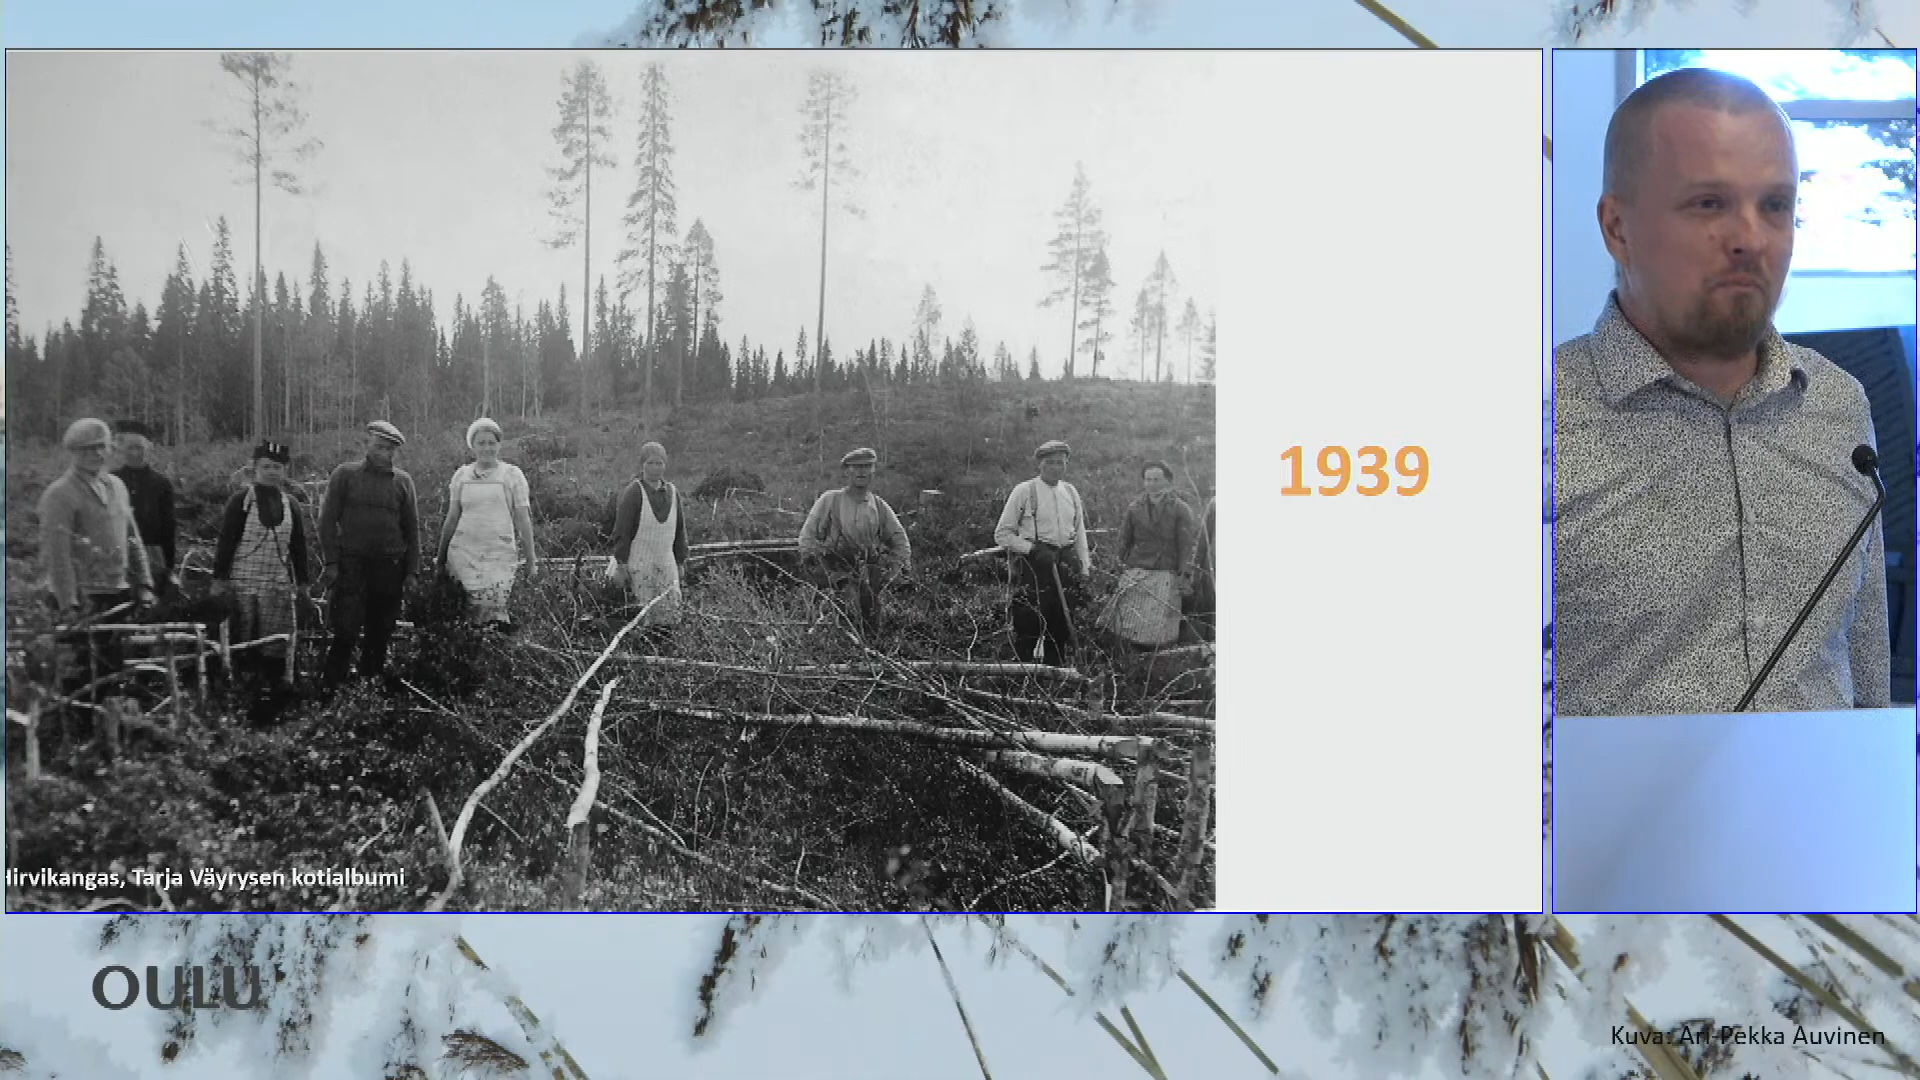 1939
Hirvikangas, Tarja Väyrysen kotialbumi
OULU
Kuva: Ari-Pekka Auvinen